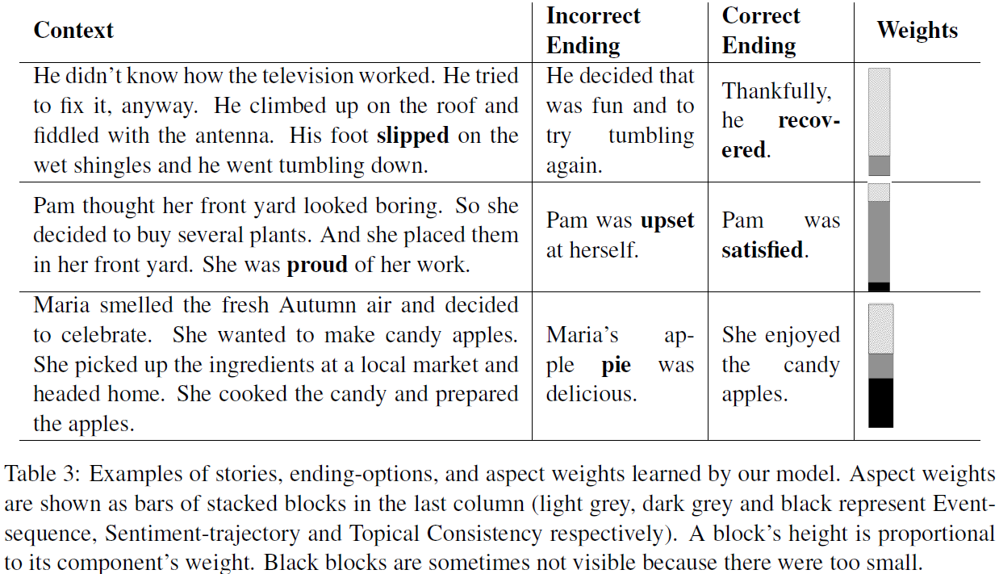 Context
Incorrect
Ending
Correct
Ending
Weights
He didn't know how the television worked. He tried
to fix it, anyway. He climbed up on the roof and
fiddled with the antenna. His foot slipped on the
wet shingles and he went tumbling down.
He decided that
was fun and to
try tumbling
again.
Thankfully,
he recov-
ered.
Pam thought her front yard looked boring. So she
decided to buy several plants. And she placed them
in her front yard. She was proud of her work.
Pam was upset
at herself.
Pam was
satisfied.
Maria smelled the fresh Autumn air and decided
to celebrate. She wanted to make candy apples.
She picked up the ingredients at a local market and
headed home. She cooked the candy and prepared
the apples.
Maria's ap-
ple pie was
delicious.
She enjoyed
the candy
apples.
Table 3: Examples of stories, ending-options, and aspect weights learned by our model. Aspect weights
are shown as bars of stacked blocks in the last column (light grey, dark grey and black represent Event-
sequence, Sentiment-trajectory and Topical Consistency respectively). A block's height is proportional
to its component's weight. Black blocks are sometimes not visible because there were too small.